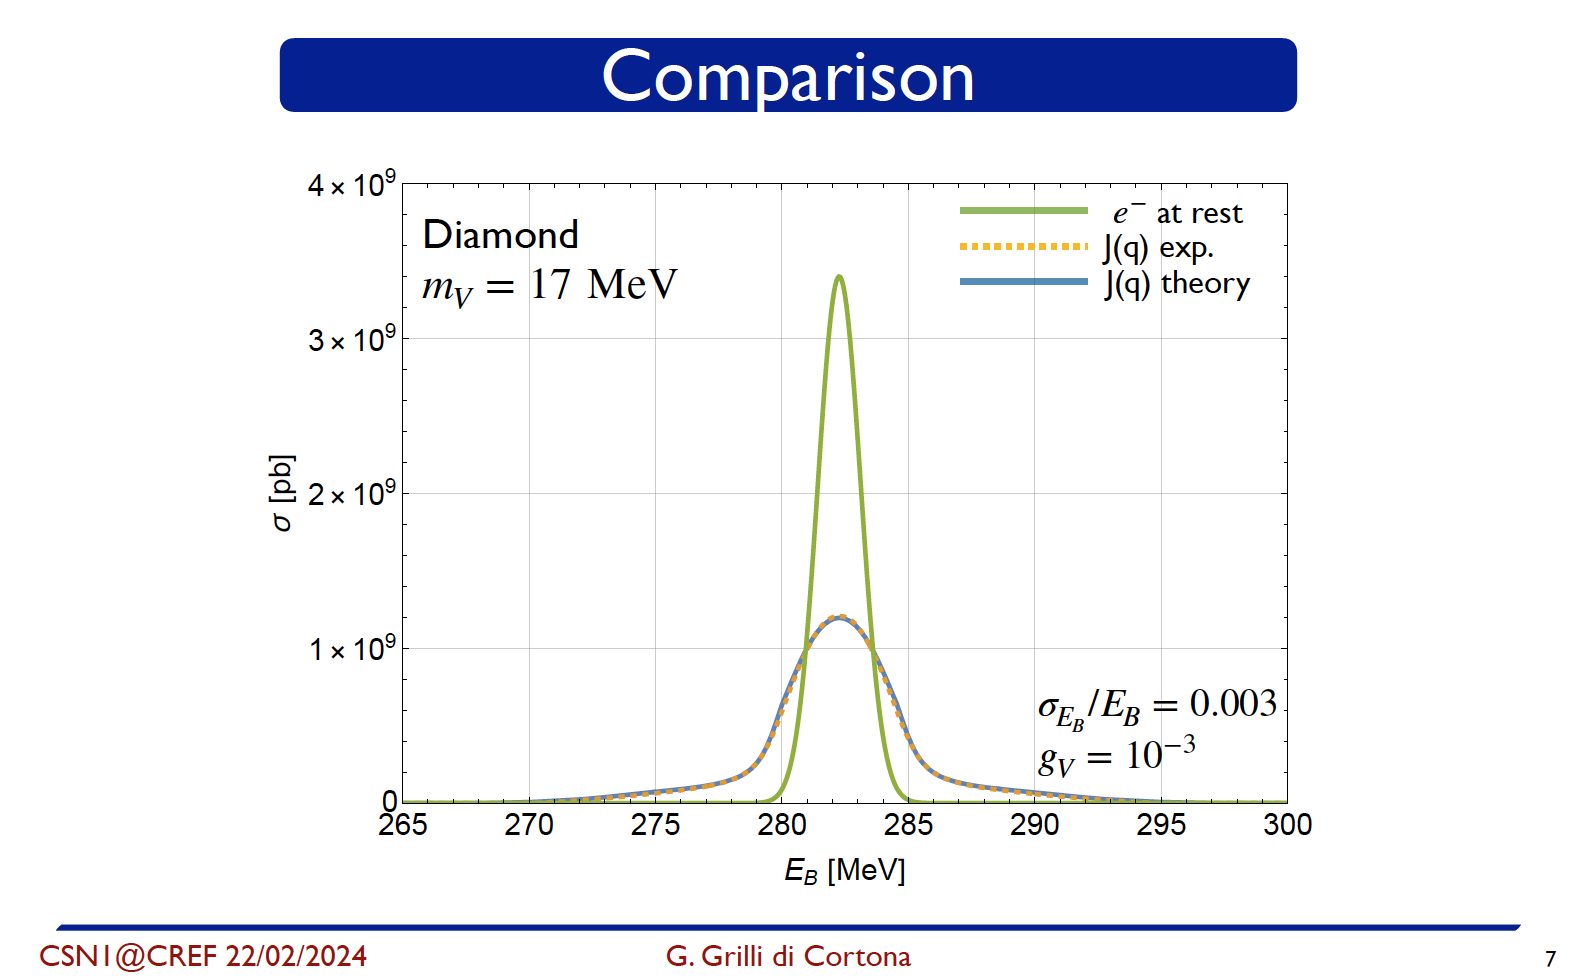 Comparison
4 × 10⁹
3 × 10⁹
2 × 10⁹
1 × 10⁹
0
σ [pb]
Diamond
m_V = 17 MeV
e⁻ at rest
J(q) exp.
J(q) theory
σ_{E_B}/E_B = 0.003
g_V = 10⁻³
265 270 275 280 285 290 295 300
E_B [MeV]
CSN1@CREF 22/02/2024
G. Grilli di Cortona
7